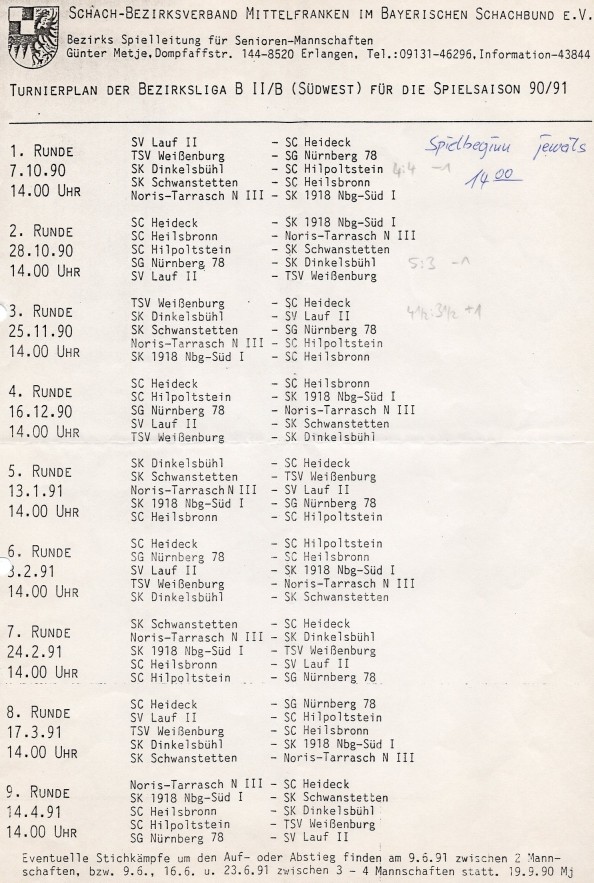 SCHACH-BEZIRKSVERBAND MITTELFRANKEN IM BAYERISCHEN SCHACHBUND E.V.
Bezirks Spielleitung für Senioren-Mannschaften
Günter Metje,Dompfaffstr. 144-8520 Erlangen, Tel.:09131-46296,Information-43844
TURNIERPLAN DER BEZIRKSLIGA B II/B (SÜDWEST) FÜR DIE SPIELSAISON 90/91
Spielbeginn jeweils
14 00
1. RUNDE
7.10.90
14.00 UHR
SV Lauf II - SC Heideck
TSV Weißenburg - SG Nürnberg 78
SK Dinkelsbühl - SC Hilpoltstein 4:4 -1
SK Schwanstetten - SC Heilsbronn
Noris-Tarrasch N III - SK 1918 Nbg-Süd I
2. RUNDE
28.10.90
14.00 UHR
SC Heideck - SK 1918 Nbg-Süd I
SC Heilsbronn - Noris-Tarrasch N III
SC Hilpoltstein - SK Schwanstetten
SG Nürnberg 78 - SK Dinkelsbühl 5:3 -1
SV Lauf II - TSV Weißenburg
3. RUNDE
25.11.90
14.00 UHR
TSV Weißenburg - SC Heideck
SK Dinkelsbühl - SV Lauf II 4½:3½ +1
SK Schwanstetten - SG Nürnberg 78
Noris-Tarrasch N III - SC Hilpoltstein
SK 1918 Nbg-Süd I - SC Heilsbronn
4. RUNDE
16.12.90
14.00 UHR
SC Heideck - SC Heilsbronn
SC Hilpoltstein - SK 1918 Nbg-Süd I
SG Nürnberg 78 - Noris-Tarrasch N III
SV Lauf II - SK Schwanstetten
TSV Weißenburg - SK Dinkelsbühl
5. RUNDE
13.1.91
14.00 UHR
SK Dinkelsbühl - SC Heideck
SK Schwanstetten - TSV Weißenburg
Noris-Tarrasch N III - SV Lauf II
SK 1918 Nbg-Süd I - SG Nürnberg 78
SC Heilsbronn - SC Hilpoltstein
6. RUNDE
3.2.91
14.00 UHR
SC Heideck - SC Hilpoltstein
SG Nürnberg 78 - SC Heilsbronn
SV Lauf II - SK 1918 Nbg-Süd I
TSV Weißenburg - Noris-Tarrasch N III
SK Dinkelsbühl - SK Schwanstetten
7. RUNDE
24.2.91
14.00 UHR
SK Schwanstetten - SC Heideck
Noris-Tarrasch N III - SK Dinkelsbühl
SK 1918 Nbg-Süd I - TSV Weißenburg
SC Heilsbronn - SV Lauf II
SC Hilpoltstein - SG Nürnberg 78
8. RUNDE
17.3.91
14.00 UHR
SC Heideck - SG Nürnberg 78
SV Lauf II - SC Hilpoltstein
TSV Weißenburg - SC Heilsbronn
SK Dinkelsbühl - SK 1918 Nbg-Süd I
SK Schwanstetten - Noris-Tarrasch N III
9. RUNDE
14.4.91
14.00 UHR
Noris-Tarrasch N III - SC Heideck
SK 1918 Nbg-Süd I - SK Schwanstetten
SC Heilsbronn - SK Dinkelsbühl
SC Hilpoltstein - TSV Weißenburg
SG Nürnberg 78 - SV Lauf II
Eventuelle Stichkämpfe um den Auf- oder Abstieg finden am 9.6.91 zwischen 2 Mann-
schaften, bzw. 9.6., 16.6. u. 23.6.91 zwischen 3 - 4 Mannschaften statt. 19.9.90 Mj